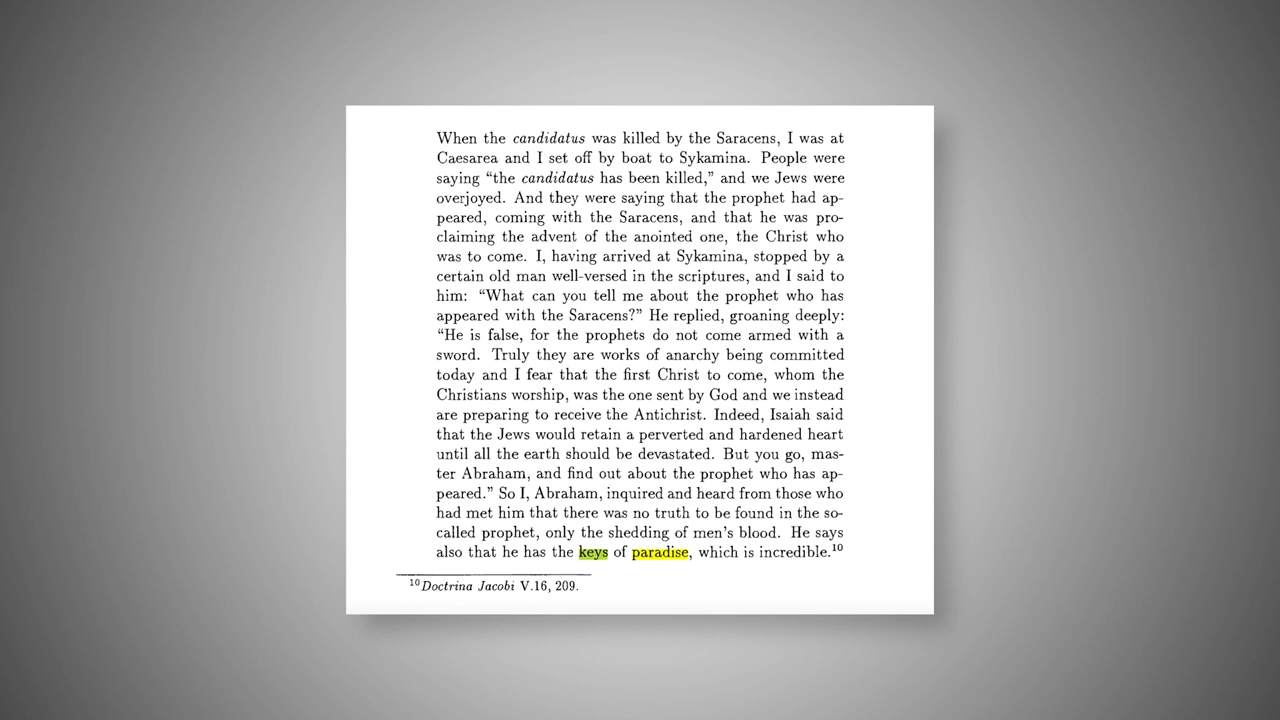 When the candidatus was killed by the Saracens, I was at
Caesarea and I set off by boat to Sykamina. People were
saying “the candidatus has been killed,” and we Jews were
overjoyed. And they were saying that the prophet had ap-
peared, coming with the Saracens, and that he was pro-
claiming the advent of the anointed one, the Christ who
was to come. I, having arrived at Sykamina, stopped by a
certain old man well-versed in the scriptures, and I said to
him: “What can you tell me about the prophet who has
appeared with the Saracens?” He replied, groaning deeply:
“He is false, for the prophets do not come armed with a
sword. Truly they are works of anarchy being committed
today and I fear that the first Christ to come, whom the
Christians worship, was the one sent by God and we instead
are preparing to receive the Antichrist. Indeed, Isaiah said
that the Jews would retain a perverted and hardened heart
until all the earth should be devastated. But you go, mas-
ter Abraham, and find out about the prophet who has ap-
peared.” So I, Abraham, inquired and heard from those who
had met him that there was no truth to be found in the so-
called prophet, only the shedding of men’s blood. He says
also that he has the keys of paradise, which is incredible.10
10Doctrina Jacobi V.16, 209.